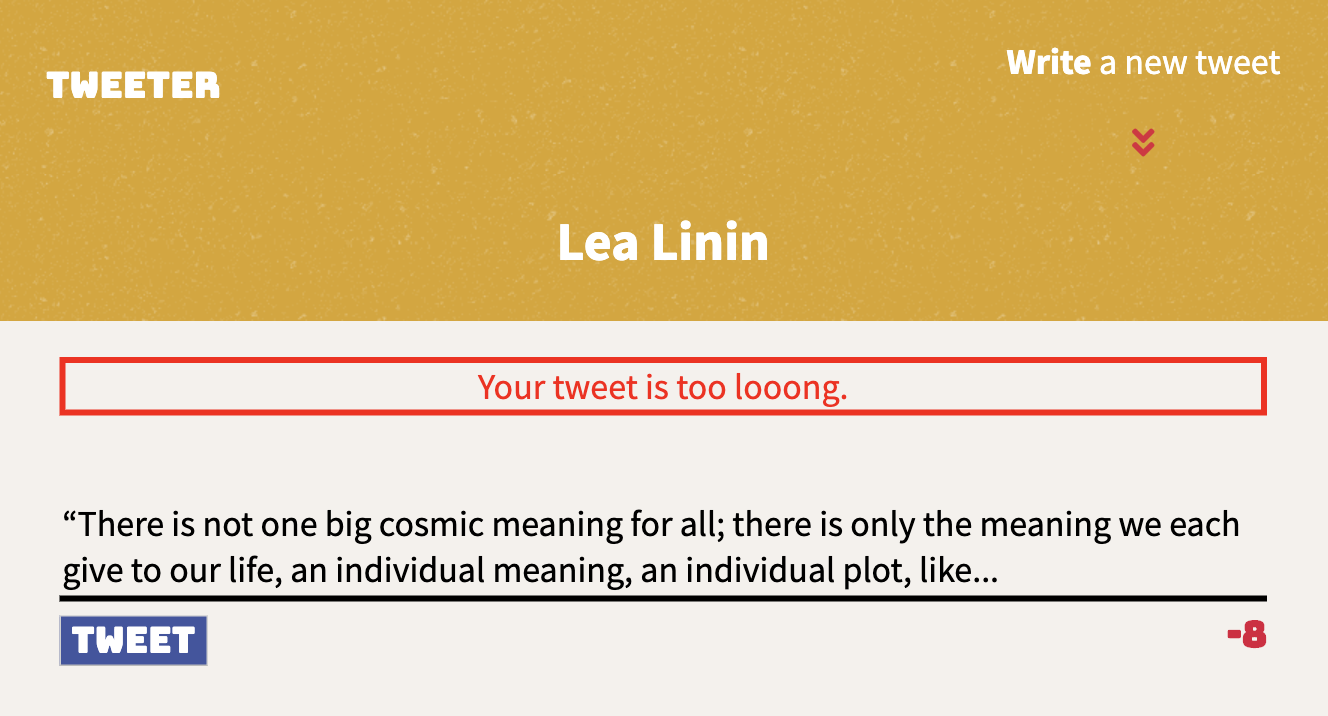 TWEETER
Write a new tweet
Lea Linin
Your tweet is too looong.
“There is not one big cosmic meaning for all; there is only the meaning we each
give to our life, an individual meaning, an individual plot, like...
TWEET
-8